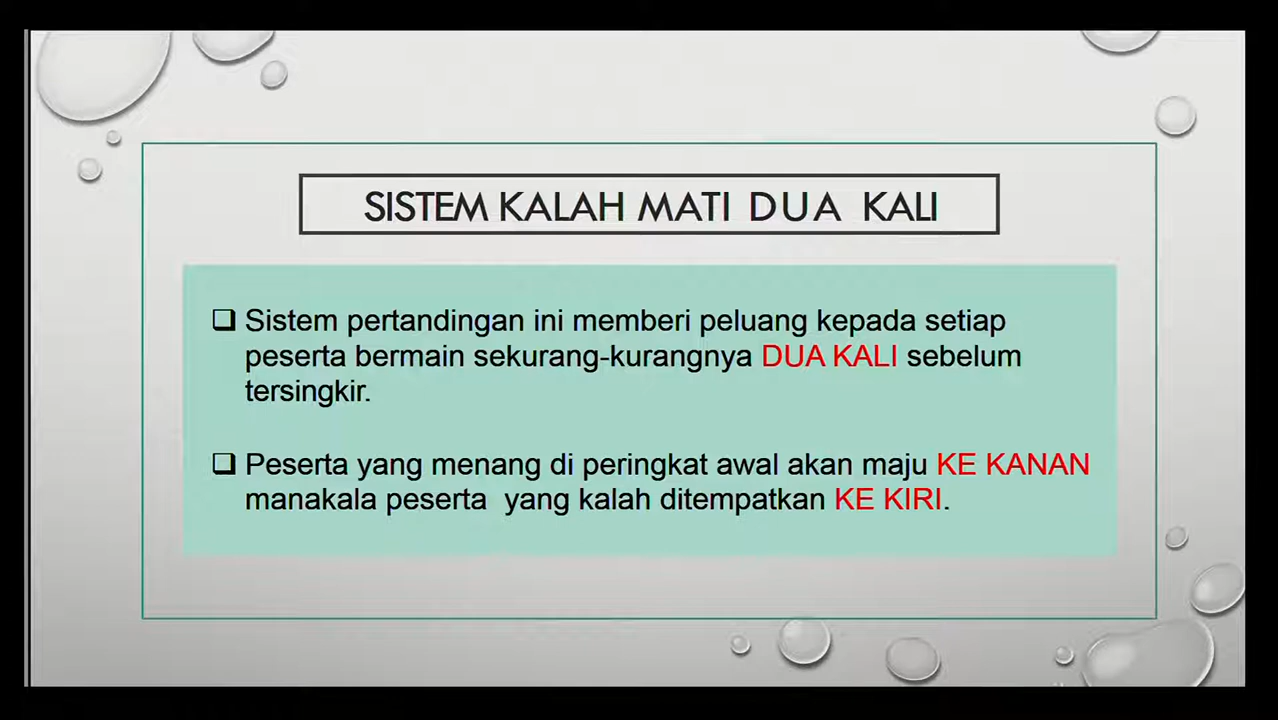 SISTEM KALAH MATI DUA KALI
❑ Sistem pertandingan ini memberi peluang kepada setiap
peserta bermain sekurang-kurangnya DUA KALI sebelum
tersingkir.
❑ Peserta yang menang di peringkat awal akan maju KE KANAN
manakala peserta yang kalah ditempatkan KE KIRI.